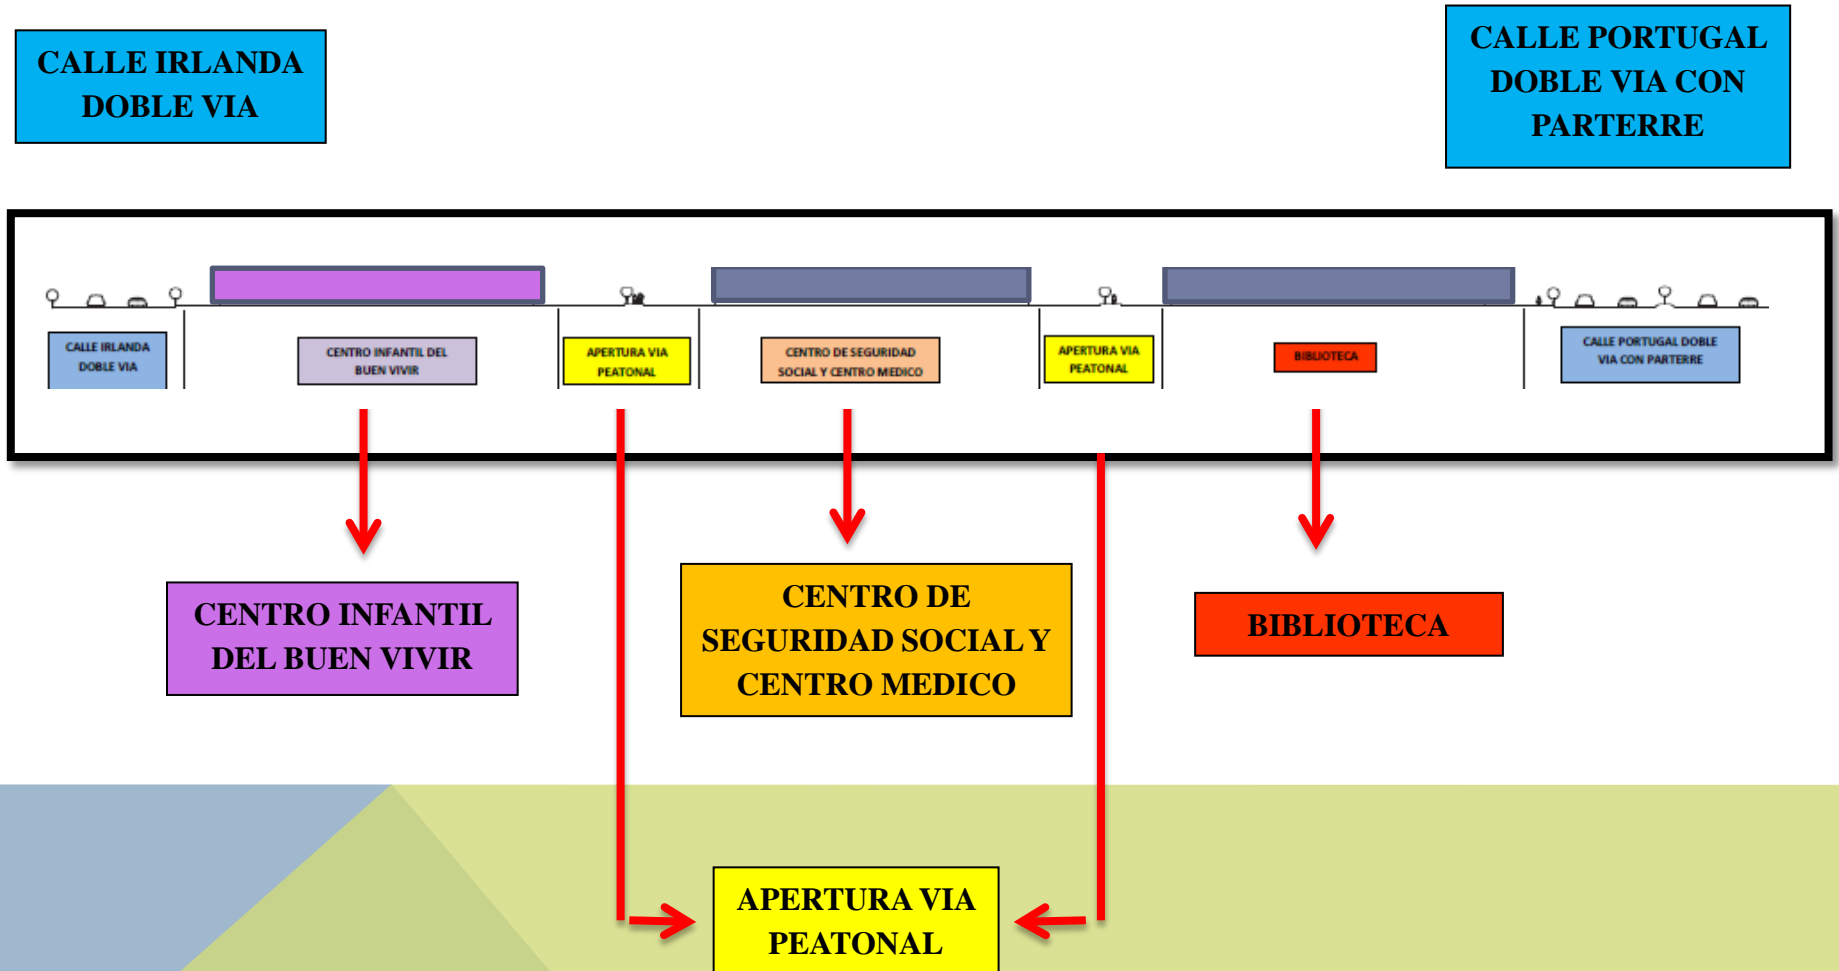 CALLE IRLANDA
DOBLE VIA
CALLE PORTUGAL
DOBLE VIA CON
PARTERRE
CALLE IRLANDA
DOBLE VIA
CENTRO INFANTIL DEL
BUEN VIVIR
APERTURA VIA
PEATONAL
CENTRO DE SEGURIDAD
SOCIAL Y CENTRO MEDICO
APERTURA VIA
PEATONAL
BIBLIOTECA
CALLE PORTUGAL DOBLE
VIA CON PARTERRE
CENTRO INFANTIL
DEL BUEN VIVIR
CENTRO DE
SEGURIDAD SOCIAL Y
CENTRO MEDICO
BIBLIOTECA
APERTURA VIA
PEATONAL